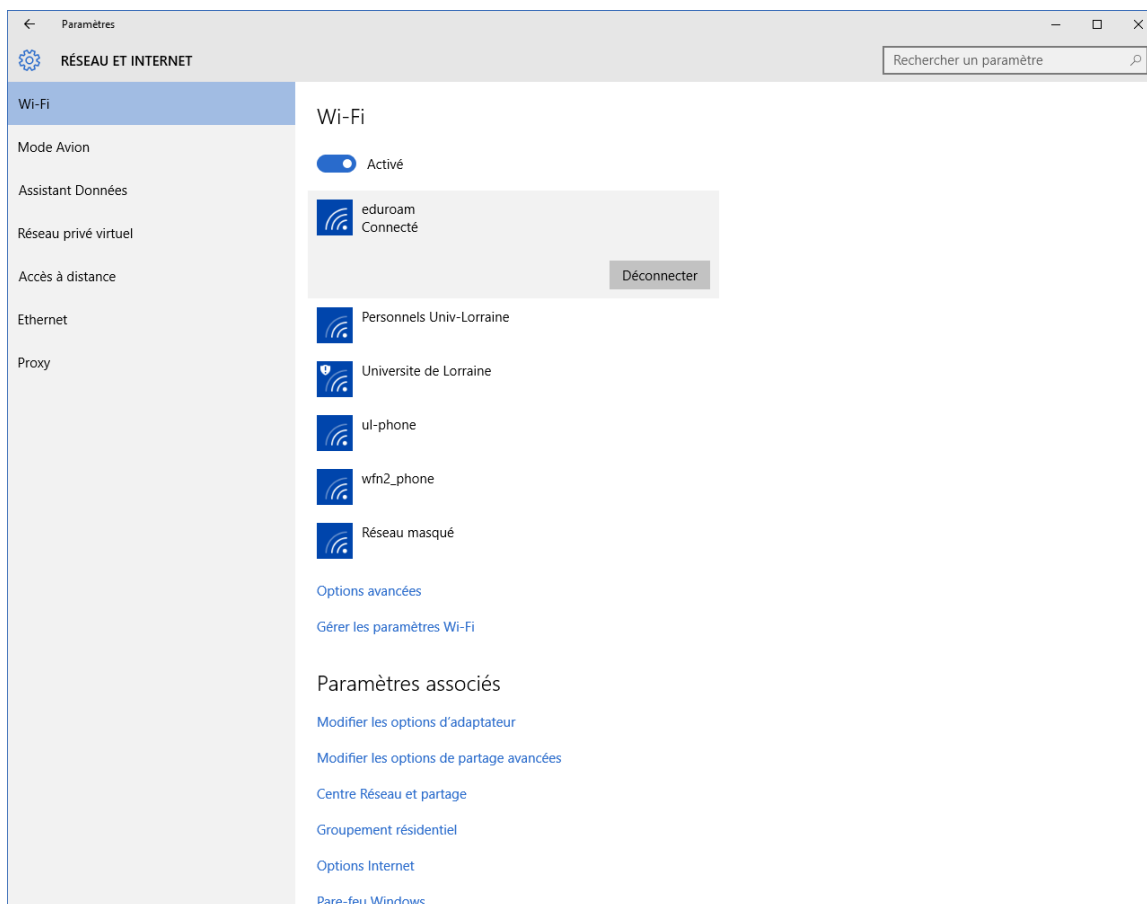 Paramètres
RÉSEAU ET INTERNET
Rechercher un paramètre
Wi-Fi
Mode Avion
Assistant Données
Réseau privé virtuel
Accès à distance
Ethernet
Proxy
Wi-Fi
Activé
eduroam
Connecté
Déconnecter
Personnels Univ-Lorraine
Universite de Lorraine
ul-phone
wfn2_phone
Réseau masqué
Options avancées
Gérer les paramètres Wi-Fi
Paramètres associés
Modifier les options d'adaptateur
Modifier les options de partage avancées
Centre Réseau et partage
Groupement résidentiel
Options Internet
Pare-feu Windows